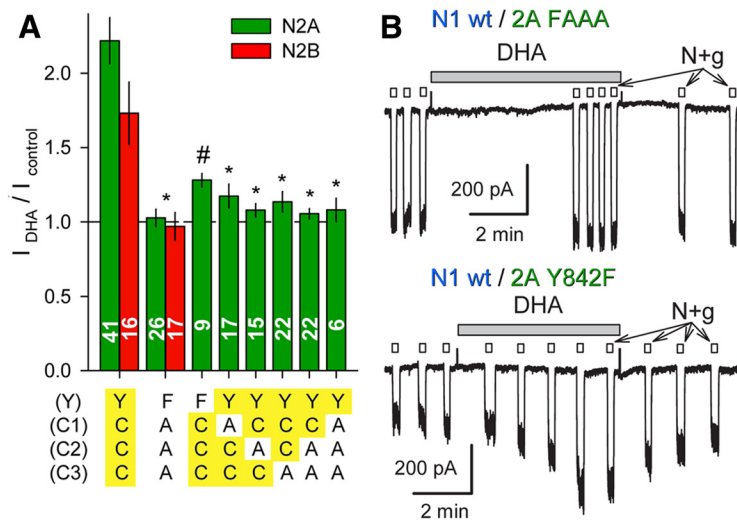 A
N2A
N2B
2.0
1.5
1.0
0.5
0.0
I DHA / I control
* # * * * * *
41 16 26 17 9 17 15 22 22 6
(Y) Y F F Y Y Y Y Y
(C1) C A C A C C C A
(C2) C A C C A C A A
(C3) C A C C C A A A
B
N1 wt / 2A FAAA
DHA
N+g
200 pA
2 min
N1 wt / 2A Y842F
DHA
N+g
200 pA
2 min